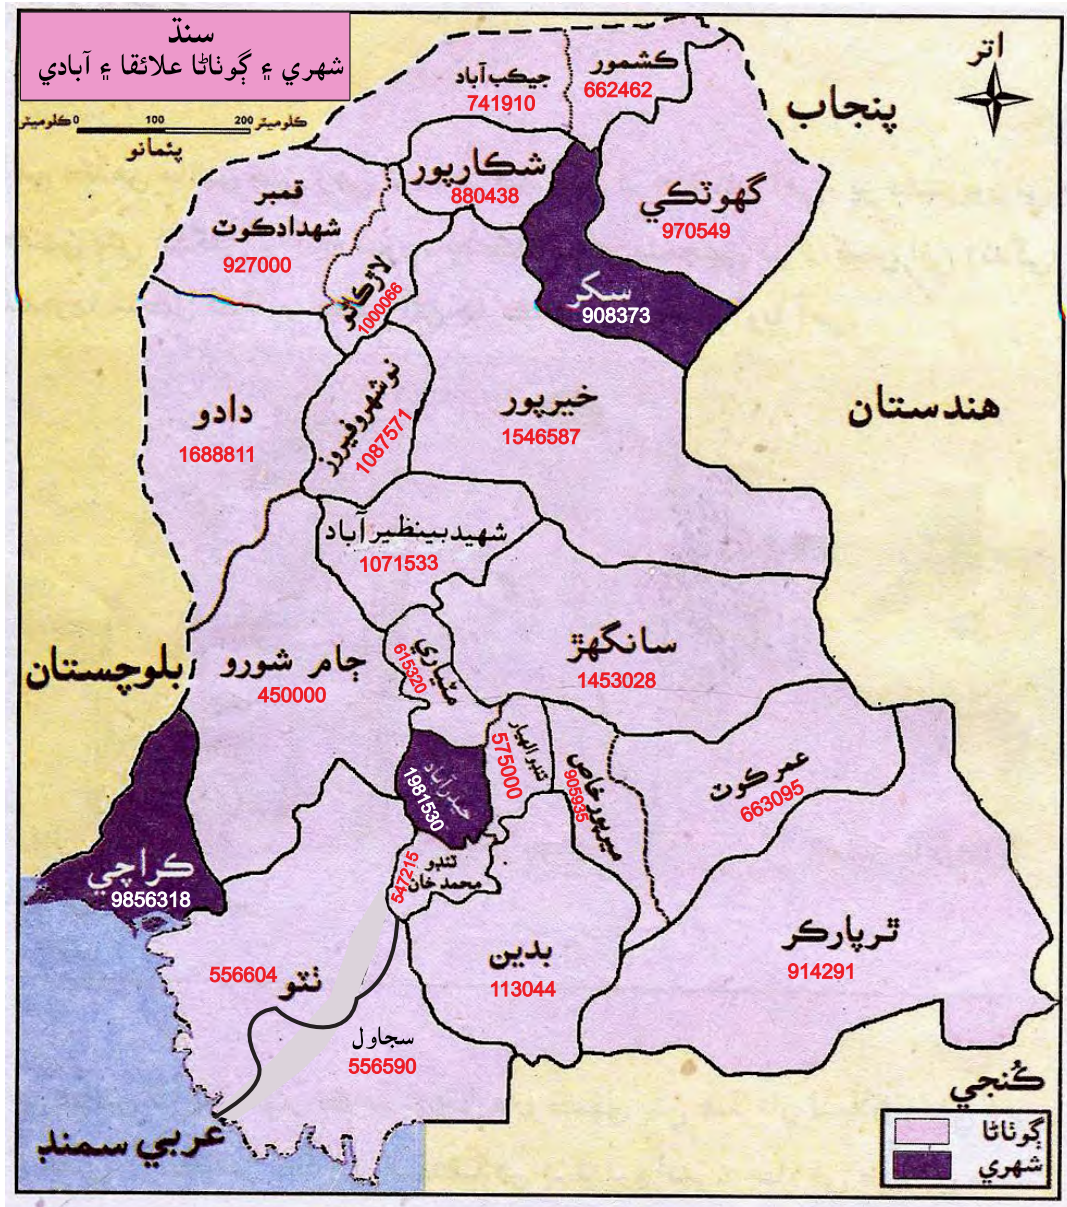 سنڌ
شهري ۽ ڳوٺاڻا علائقا ۽ آبادي
اتر
ڪلوميٽر 0 100 200 ڪلوميٽر
پئمانو
ڪشمور
662462
جيڪب آباد
741910
پنجاب
شڪارپور
880438
گهوٽڪي
970549
قمبر
شهدادڪوٽ
927000
لاڙڪاڻو
1000066
سکر
908373
نوشهروفيروز
1087571
خيرپور
1546587
هندستان
دادو
1688811
شهيدبينظيرآباد
1071533
سانگهڙ
1453028
مٽياري
615320
ڄام شورو
450000
بلوچستان
ٽنڊوالهيار
575000
ميرپورخاص
905935
عمرڪوٽ
663095
حيدرآباد
1981530
ٽنڊو
محمدخان
547215
ڪراچي
9856318
ٿرپارڪر
914291
بدين
113044
ٺٽو
556604
سجاول
556590
عربي سمنڊ
ڪُنجي
ڳوٺاڻا
شهري